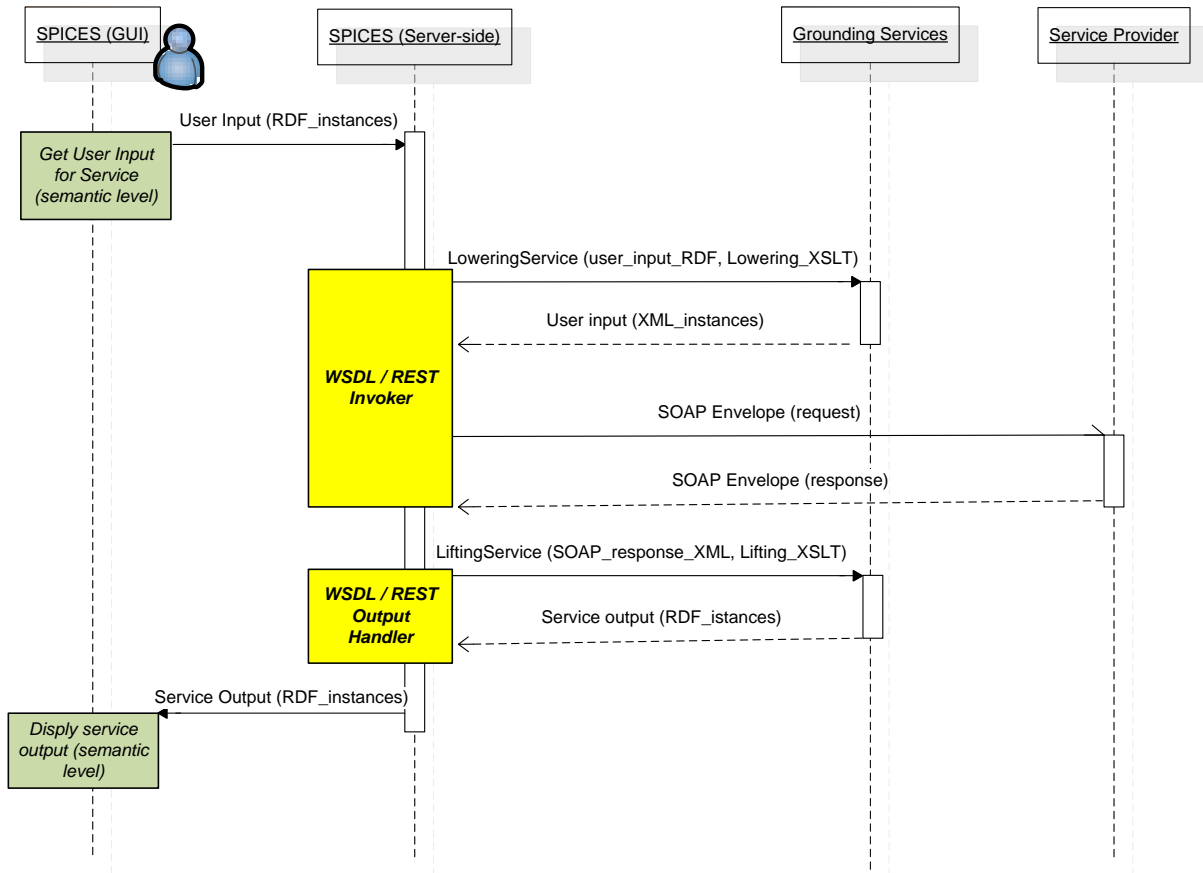 SPICES (GUI)
SPICES (Server-side)
Grounding Services
Service Provider
User Input (RDF_instances)
Get User Input
for Service
(semantic level)
LoweringService (user_input_RDF, Lowering_XSLT)
User input (XML_instances)
WSDL / REST
Invoker
SOAP Envelope (request)
SOAP Envelope (response)
LiftingService (SOAP_response_XML, Lifting_XSLT)
WSDL / REST
Output
Handler
Service output (RDF_istances)
Service Output (RDF_instances)
Disply service
output (semantic
level)